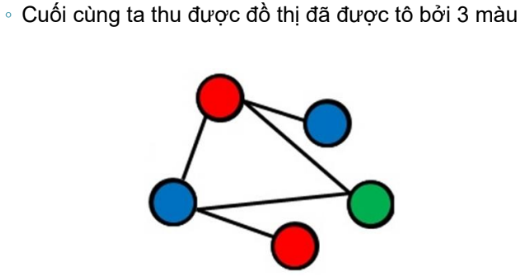 ◦ Cuối cùng ta thu được đồ thị đã được tô bởi 3 màu